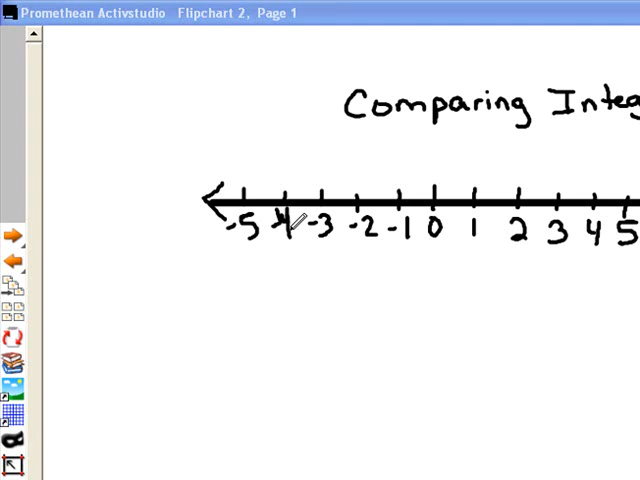 Promethean Activstudio Flipchart 2, Page 1
Comparing Integ
-5 -4 -3 -2 -1 0 1 2 3 4 5